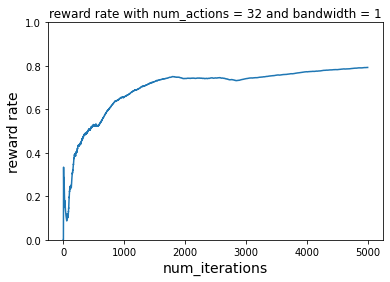 reward rate with num_actions = 32 and bandwidth = 1
1.0
0.8
0.6
0.4
0.2
0.0
reward rate
0 1000 2000 3000 4000 5000
num_iterations